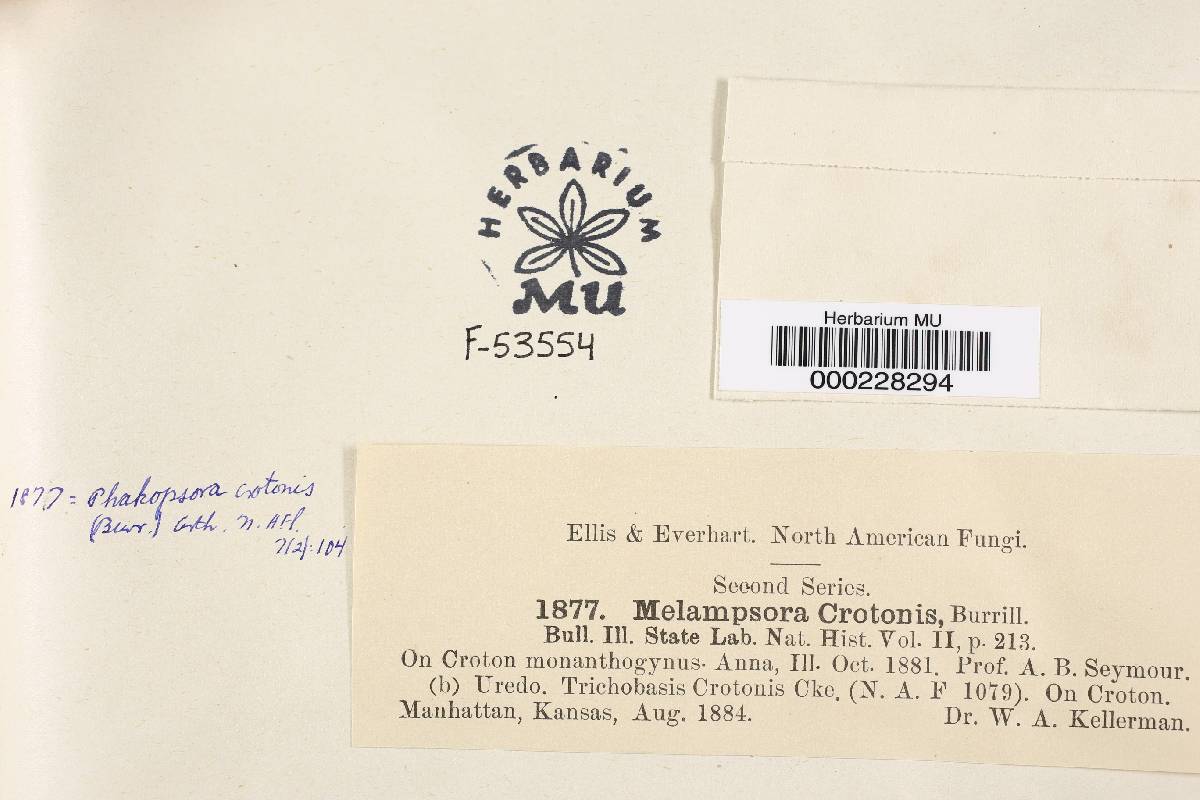 HERBARIUM
MU
F-53554
Herbarium MU
000228294
1877 = Phakopsora crotonis
(Burr.) Arth. N. A Fl.
7(2):104
Ellis & Everhart. North American Fungi.
Second Series.
1877. Melampsora Crotonis, Burrill.
Bull. Ill. State Lab. Nat. Hist. Vol. II, p. 213.
On Croton monanthogynus. Anna, Ill. Oct. 1881. Prof. A. B. Seymour.
(b) Uredo. Trichobasis Crotonis Cke. (N. A. F 1079). On Croton.
Manhattan, Kansas, Aug. 1884. Dr. W. A. Kellerman.